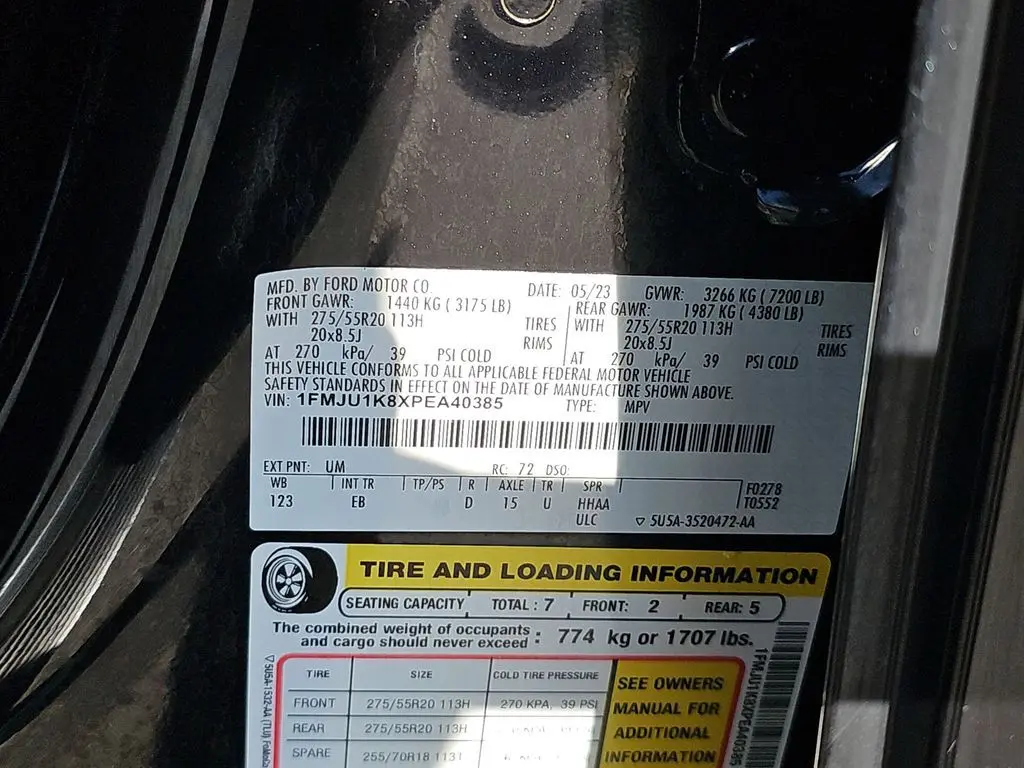 MFD. BY FORD MOTOR CO. DATE: 05/23 GVWR: 3266 KG ( 7200 LB)
FRONT GAWR: 1440 KG ( 3175 LB) REAR GAWR: 1987 KG ( 4380 LB)
WITH 275/55R20 113H TIRES WITH 275/55R20 113H TIRES
20x8.5J RIMS 20x8.5J RIMS
AT 270 kPa/ 39 PSI COLD AT 270 kPa/ 39 PSI COLD
THIS VEHICLE CONFORMS TO ALL APPLICABLE FEDERAL MOTOR VEHICLE
SAFETY STANDARDS IN EFFECT ON THE DATE OF MANUFACTURE SHOWN ABOVE.
VIN: 1FMJU1K8XPEA40385 TYPE: MPV
EXT PNT: UM RC: 72 DSO:
WB INT TR TP/PS R AXLE TR SPR F0278
123 EB D 15 U HHAA T0552
ULC 5U5A-3520472-AA
TIRE AND LOADING INFORMATION
SEATING CAPACITY TOTAL : 7 FRONT: 2 REAR: 5
The combined weight of occupants and cargo should never exceed : 774 kg or 1707 lbs.
TIRE SIZE COLD TIRE PRESSURE
FRONT 275/55R20 113H 270 KPA, 39 PSI
REAR 275/55R20 113H
SPARE 255/70R18 113T
SEE OWNERS
MANUAL FOR
ADDITIONAL
INFORMATION
1FMJU1K8XPEA40385
5U5A-1532-AA